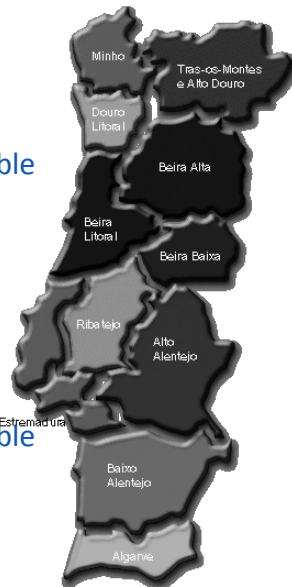 Minho
Tras-os-Montes
e Alto Douro
Douro
Litoral
ble
Beira Alta
Beira
Litoral
Beira Baixa
Ribatejo
Alto
Alentejo
Estremadura
ble
Baixo
Alentejo
Algarve